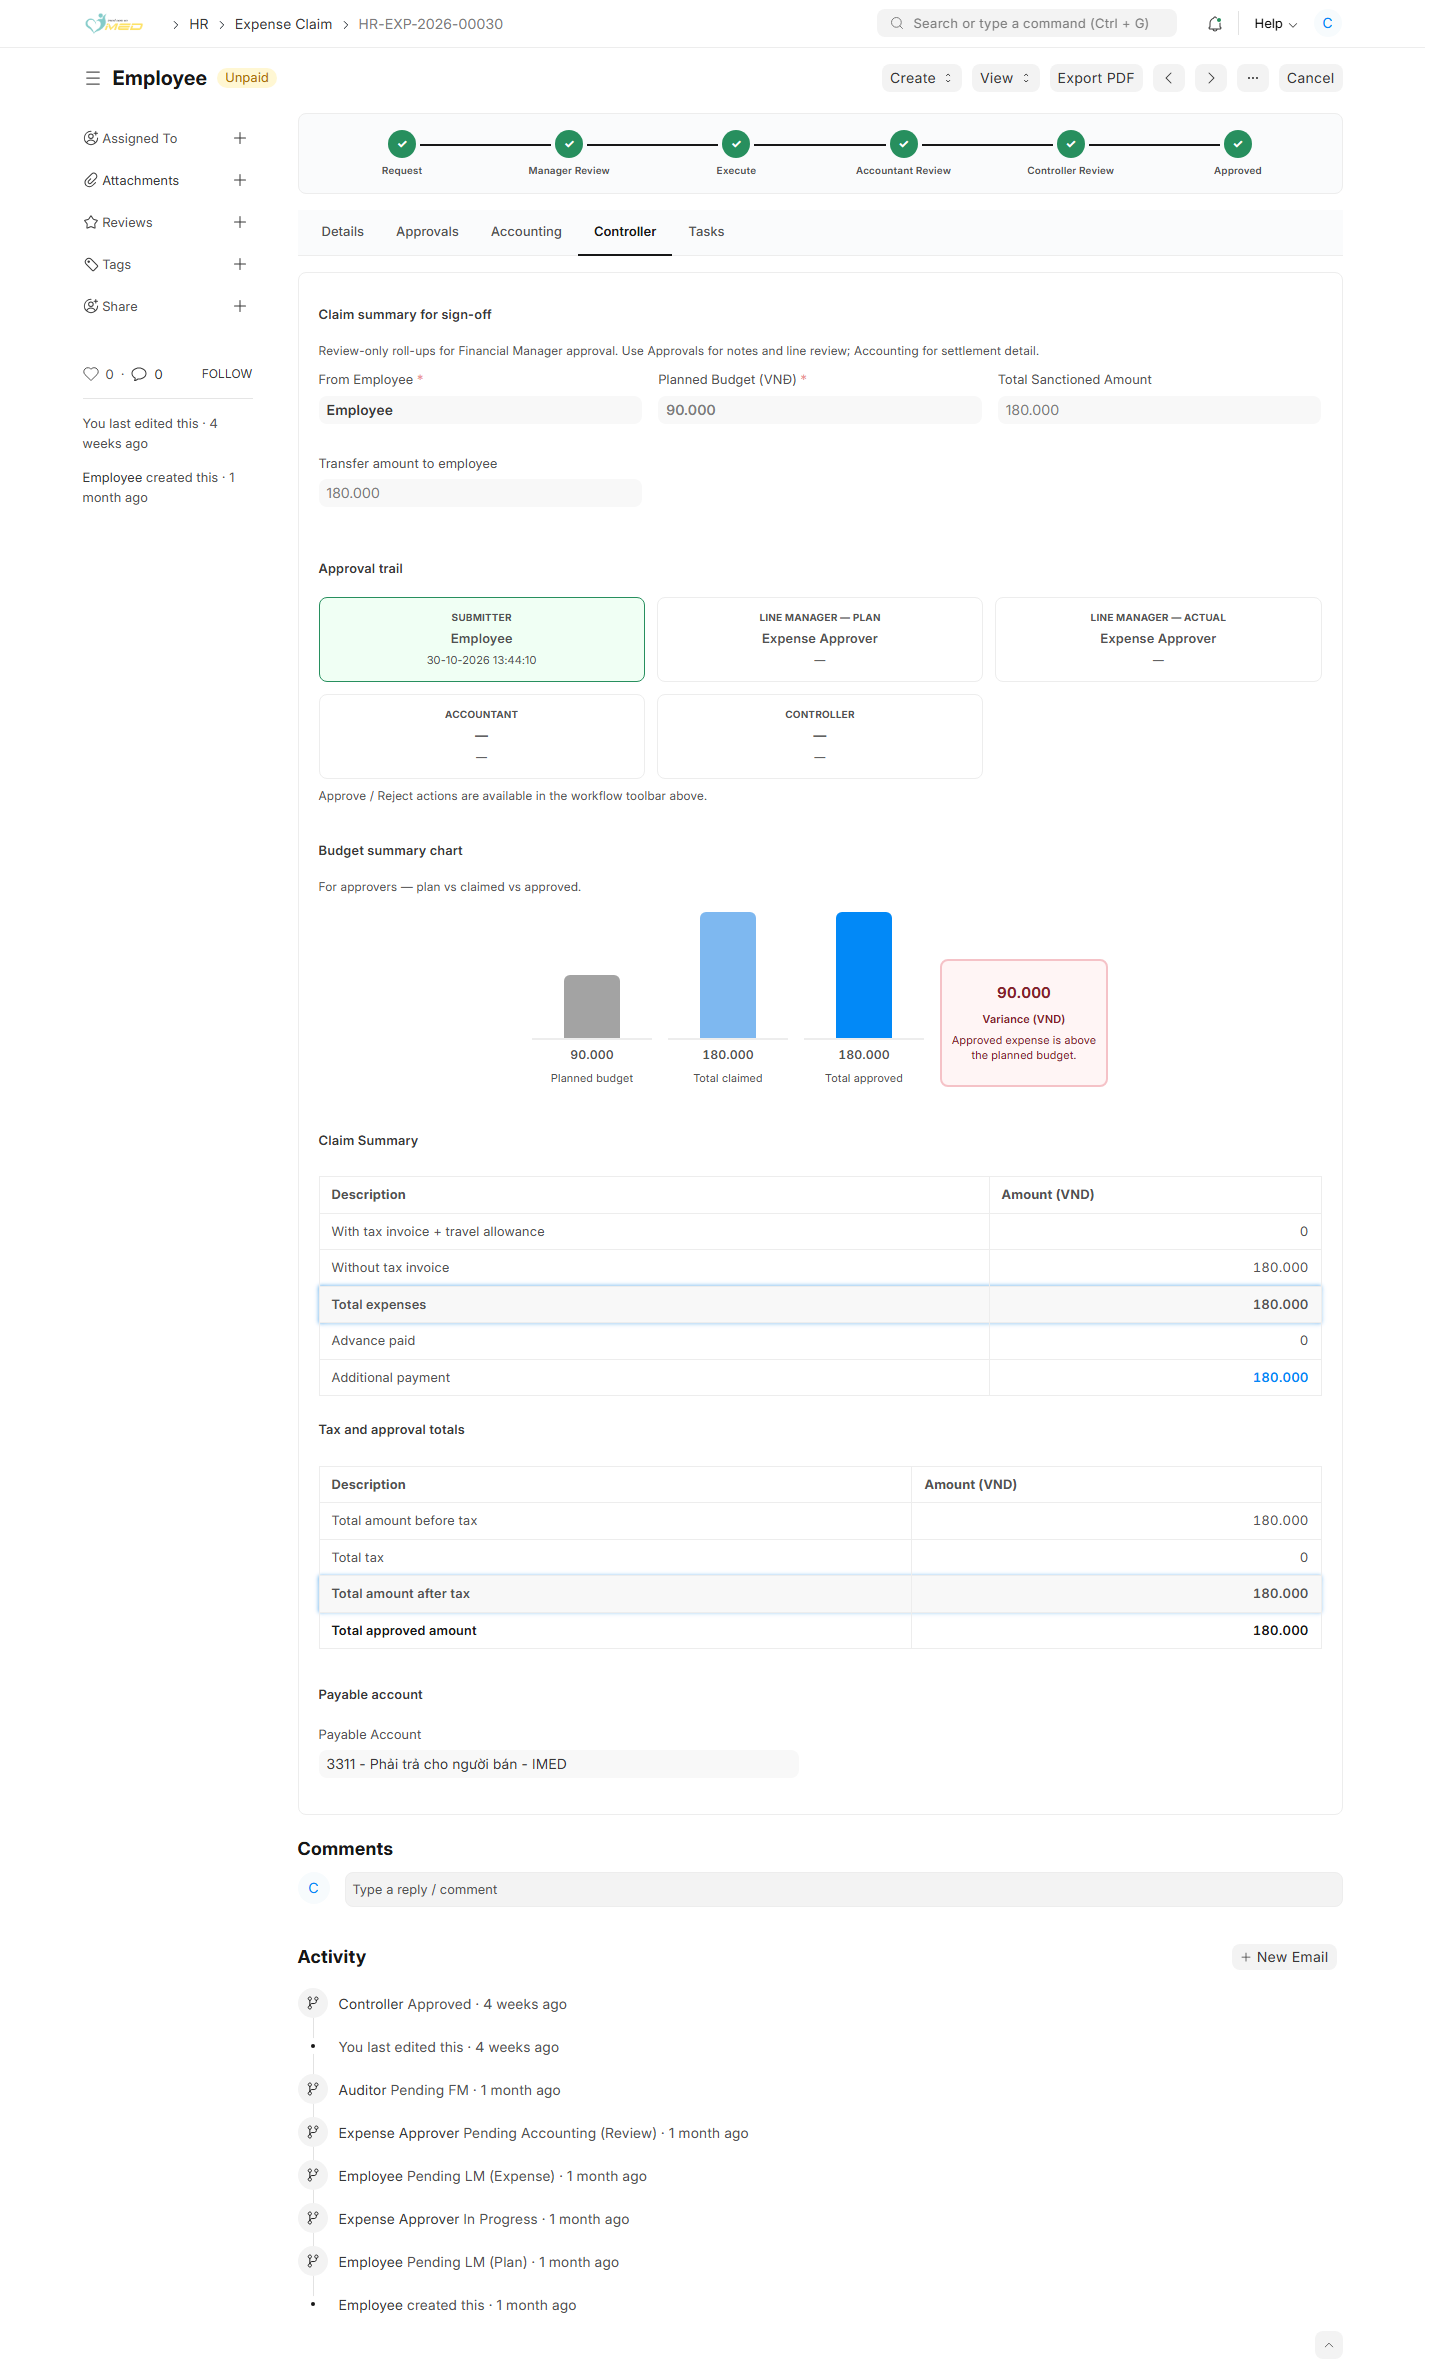 MED
HR
Expense Claim
HR-EXP-2026-00030
Search or type a command (Ctrl + G)
Help
C
Employee
Unpaid
Create
View
Export PDF
Cancel
Assigned To
Attachments
Reviews
Tags
Share
0 · 0 FOLLOW
You last edited this · 4
weeks ago
Employee created this · 1
month ago
Request
Manager Review
Execute
Accountant Review
Controller Review
Approved
Details
Approvals
Accounting
Controller
Tasks
Claim summary for sign-off
Review-only roll-ups for Financial Manager approval. Use Approvals for notes and line review; Accounting for settlement detail.
From Employee *
Planned Budget (VNĐ) *
Total Sanctioned Amount
Employee
90.000
180.000
Transfer amount to employee
180.000
Approval trail
SUBMITTER
Employee
30-10-2026 13:44:10
LINE MANAGER — PLAN
Expense Approver
—
LINE MANAGER — ACTUAL
Expense Approver
—
ACCOUNTANT
—
—
CONTROLLER
—
—
Approve / Reject actions are available in the workflow toolbar above.
Budget summary chart
For approvers — plan vs claimed vs approved.
90.000
Planned budget
180.000
Total claimed
180.000
Total approved
90.000
Variance (VND)
Approved expense is above
the planned budget.
Claim Summary
Description Amount (VND)
With tax invoice + travel allowance 0
Without tax invoice 180.000
Total expenses 180.000
Advance paid 0
Additional payment 180.000
Tax and approval totals
Description Amount (VND)
Total amount before tax 180.000
Total tax 0
Total amount after tax 180.000
Total approved amount 180.000
Payable account
Payable Account
3311 - Phải trả cho người bán - IMED
Comments
C
Type a reply / comment
Activity
New Email
Controller Approved · 4 weeks ago
You last edited this · 4 weeks ago
Auditor Pending FM · 1 month ago
Expense Approver Pending Accounting (Review) · 1 month ago
Employee Pending LM (Expense) · 1 month ago
Expense Approver In Progress · 1 month ago
Employee Pending LM (Plan) · 1 month ago
Employee created this · 1 month ago